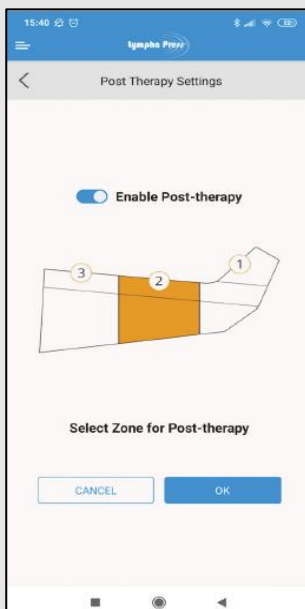 15:40
Lympha Press
Post Therapy Settings
Enable Post-therapy
1
2
3
Select Zone for Post-therapy
CANCEL
OK